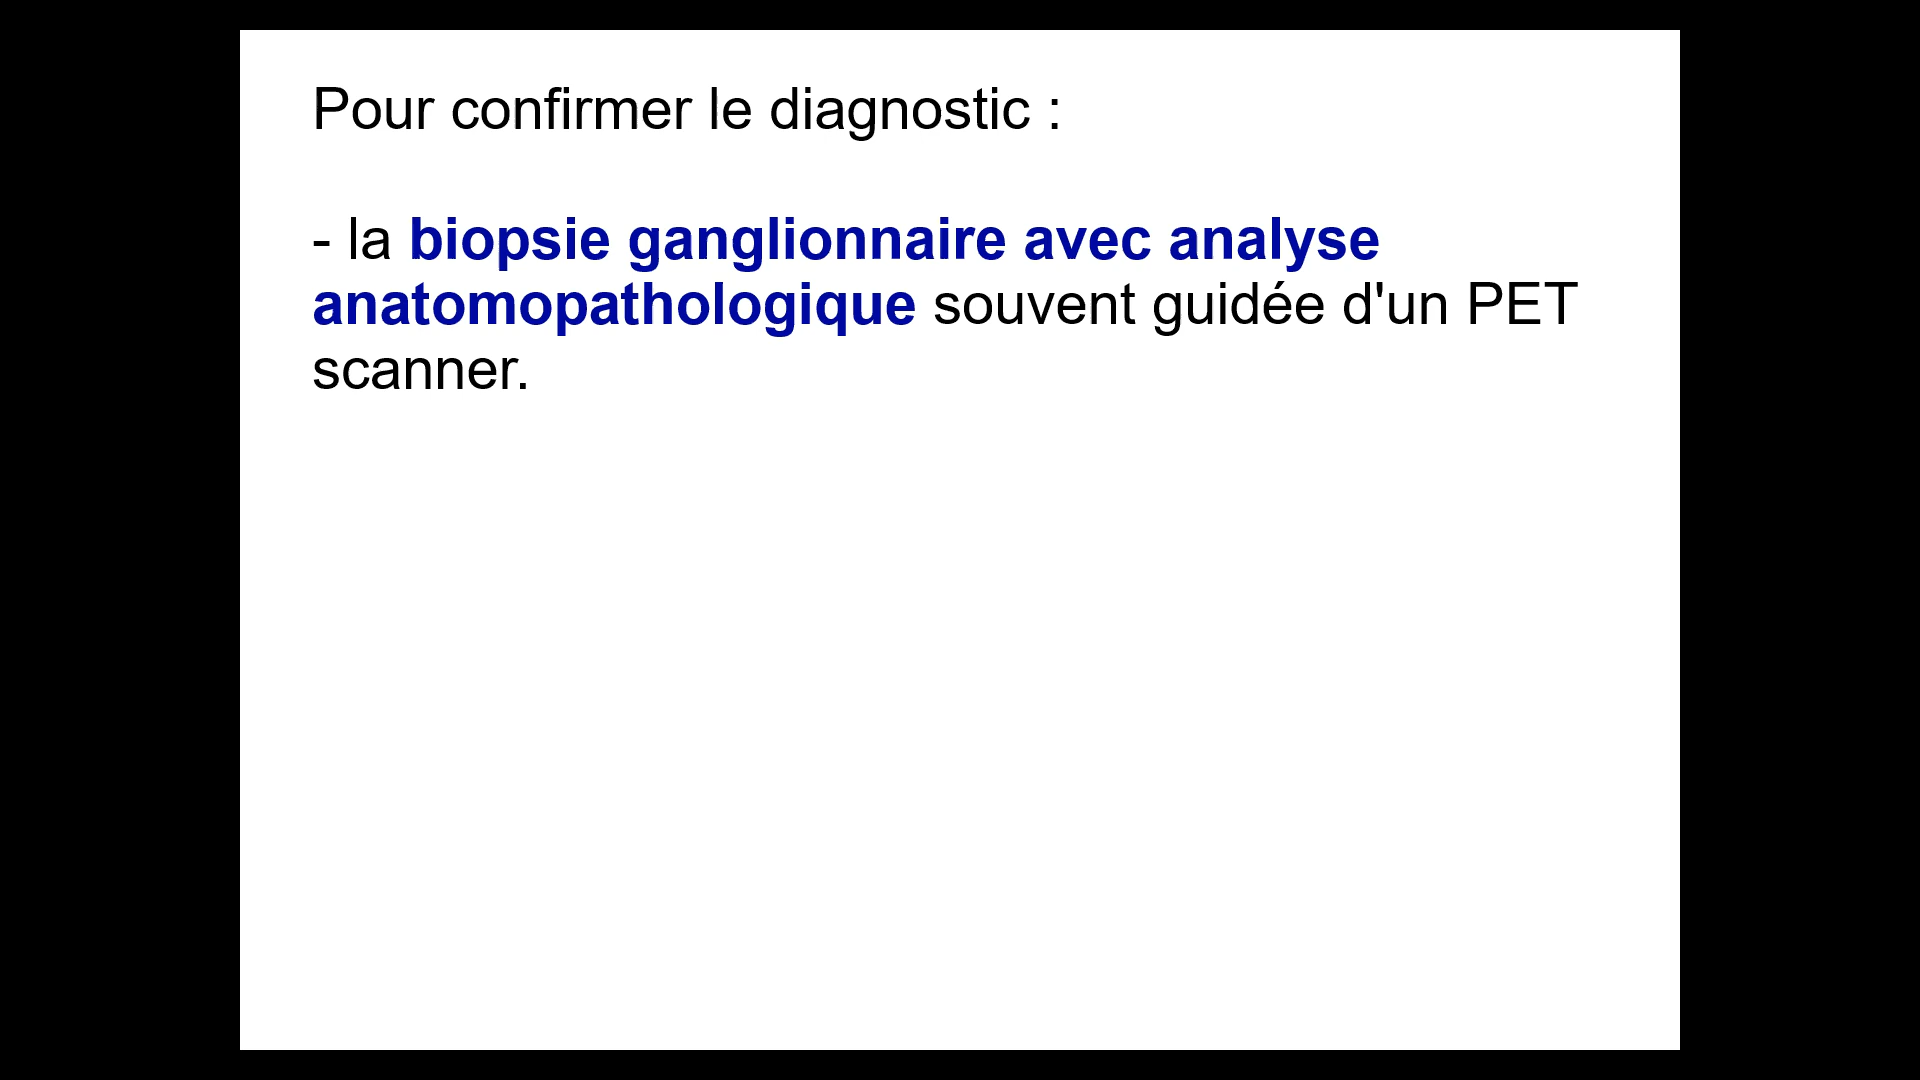 Pour confirmer le diagnostic :
- la biopsie ganglionnaire avec analyse
anatomopathologique souvent guidée d'un PET
scanner.